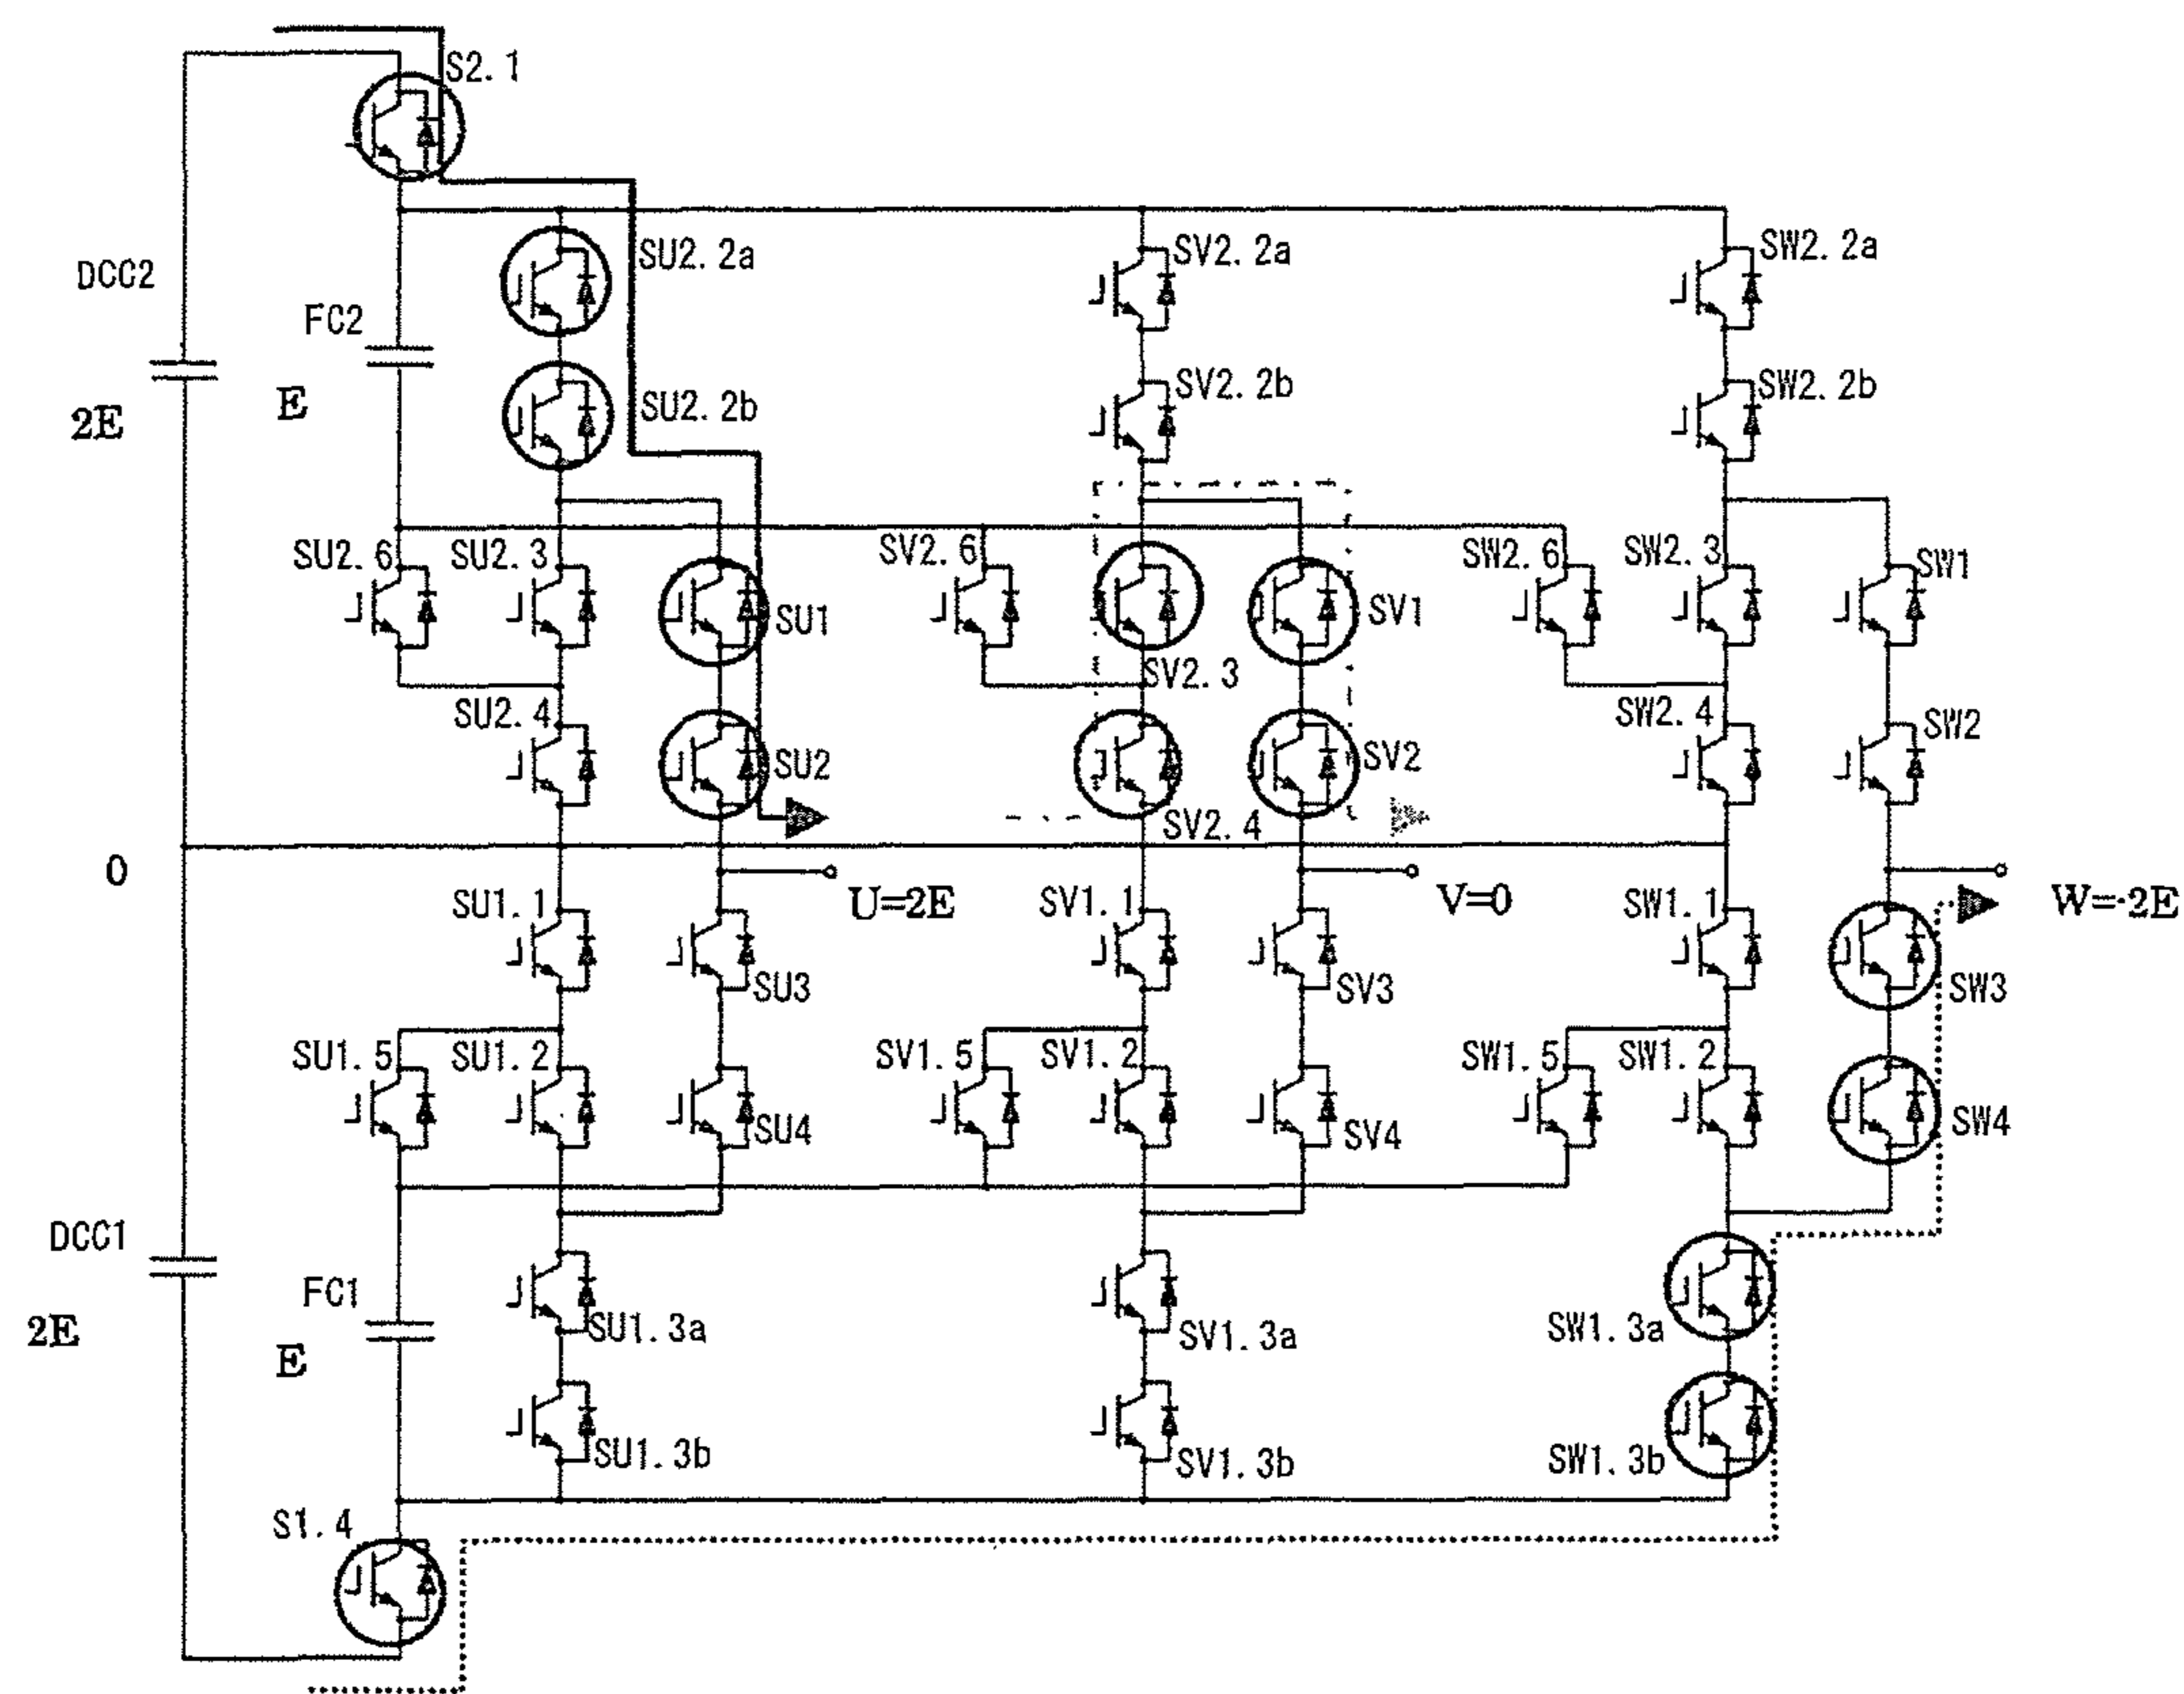 S2. 1
SU2. 2a
SV2. 2a
SW2. 2a
DCC2
FC2
2E
E
SU2. 2b
SV2. 2b
SW2. 2b
SU2. 6
SU2. 3
SV2. 6
SW2. 6
SW2. 3
SW1
SU1
SV1
SV2. 3
SU2. 4
SW2. 4
SW2
SU2
SV2
SV2. 4
0
U=2E
V=0
W=-2E
SU1. 1
SV1. 1
SW1. 1
SU3
SV3
SW3
SU1. 5
SU1. 2
SV1. 5
SV1. 2
SW1. 5
SW1. 2
SU4
SV4
SW4
DCC1
FC1
2E
E
SU1. 3a
SV1. 3a
SW1. 3a
SU1. 3b
SV1. 3b
SW1. 3b
S1. 4